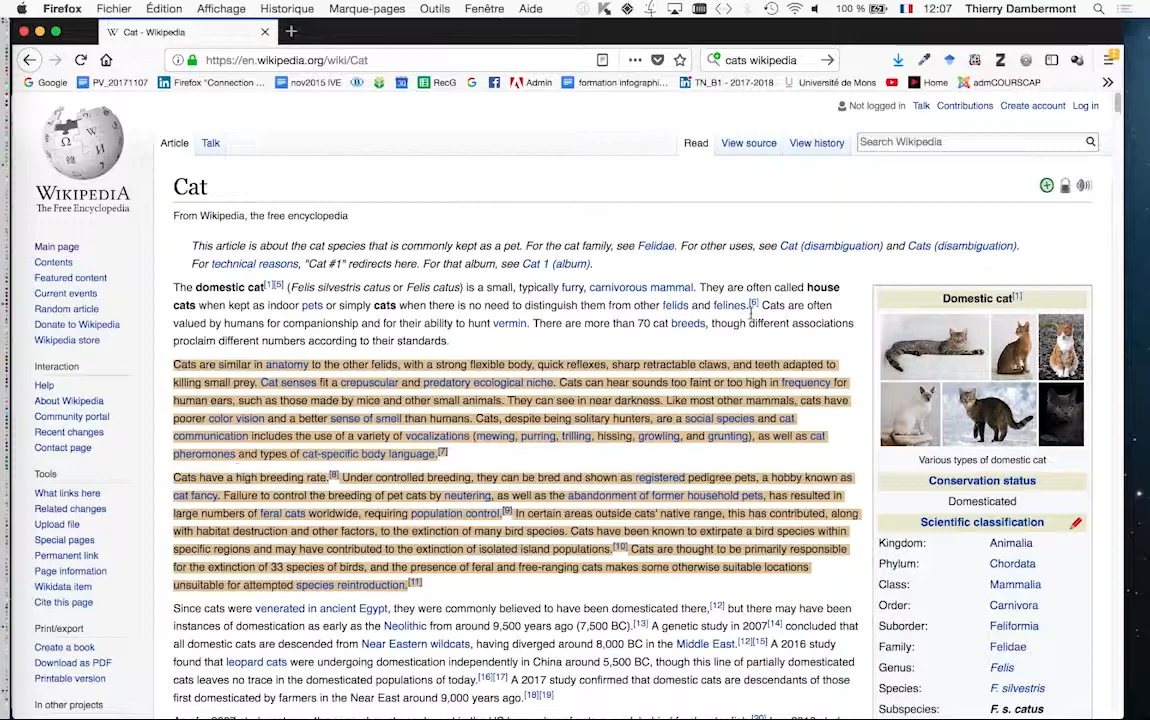 Firefox Fichier Édition Affichage Historique Marque-pages Outils Fenêtre Aide 100 % 12:07 Thierry Dambermont
Cat - Wikipedia
https://en.wikipedia.org/wiki/Cat cats wikipedia
Google PV_20171107 Firefox "Connection ... nov2015 IVE RecG Admin formation infographi... TN_B1 - 2017-2018 Université de Mons Home admCOURSCAP
Not logged in Talk Contributions Create account Log in
Article Talk Read View source View history Search Wikipedia
WIKIPEDIA
The Free Encyclopedia
Main page
Contents
Featured content
Current events
Random article
Donate to Wikipedia
Wikipedia store
Interaction
Help
About Wikipedia
Community portal
Recent changes
Contact page
Tools
What links here
Related changes
Upload file
Special pages
Permanent link
Page information
Wikidata item
Cite this page
Print/export
Create a book
Download as PDF
Printable version
In other projects
Cat
From Wikipedia, the free encyclopedia
This article is about the cat species that is commonly kept as a pet. For the cat family, see Felidae. For other uses, see Cat (disambiguation) and Cats (disambiguation).
For technical reasons, "Cat #1" redirects here. For that album, see Cat 1 (album).
The domestic cat[1][5] (Felis silvestris catus or Felis catus) is a small, typically furry, carnivorous mammal. They are often called house
cats when kept as indoor pets or simply cats when there is no need to distinguish them from other felids and felines.[6] Cats are often
valued by humans for companionship and for their ability to hunt vermin. There are more than 70 cat breeds, though different associations
proclaim different numbers according to their standards.
Cats are similar in anatomy to the other felids, with a strong flexible body, quick reflexes, sharp retractable claws, and teeth adapted to
killing small prey. Cat senses fit a crepuscular and predatory ecological niche. Cats can hear sounds too faint or too high in frequency for
human ears, such as those made by mice and other small animals. They can see in near darkness. Like most other mammals, cats have
poorer color vision and a better sense of smell than humans. Cats, despite being solitary hunters, are a social species and cat
communication includes the use of a variety of vocalizations (mewing, purring, trilling, hissing, growling, and grunting), as well as cat
pheromones and types of cat-specific body language.[7]
Cats have a high breeding rate.[8] Under controlled breeding, they can be bred and shown as registered pedigree pets, a hobby known as
cat fancy. Failure to control the breeding of pet cats by neutering, as well as the abandonment of former household pets, has resulted in
large numbers of feral cats worldwide, requiring population control.[9] In certain areas outside cats' native range, this has contributed, along
with habitat destruction and other factors, to the extinction of many bird species. Cats have been known to extirpate a bird species within
specific regions and may have contributed to the extinction of isolated island populations.[10] Cats are thought to be primarily responsible
for the extinction of 33 species of birds, and the presence of feral and free-ranging cats makes some otherwise suitable locations
unsuitable for attempted species reintroduction.[11]
Since cats were venerated in ancient Egypt, they were commonly believed to have been domesticated there,[12] but there may have been
instances of domestication as early as the Neolithic from around 9,500 years ago (7,500 BC).[13] A genetic study in 2007[14] concluded that
all domestic cats are descended from Near Eastern wildcats, having diverged around 8,000 BC in the Middle East.[12][15] A 2016 study
found that leopard cats were undergoing domestication independently in China around 5,500 BC, though this line of partially domesticated
cats leaves no trace in the domesticated populations of today.[16][17] A 2017 study confirmed that domestic cats are descendants of those
first domesticated by farmers in the Near East around 9,000 years ago.[18][19]
Domestic cat[1]
Various types of domestic cat
Conservation status
Domesticated
Scientific classification
Kingdom: Animalia
Phylum: Chordata
Class: Mammalia
Order: Carnivora
Suborder: Feliformia
Family: Felidae
Genus: Felis
Species: F. silvestris
Subspecies: F. s. catus